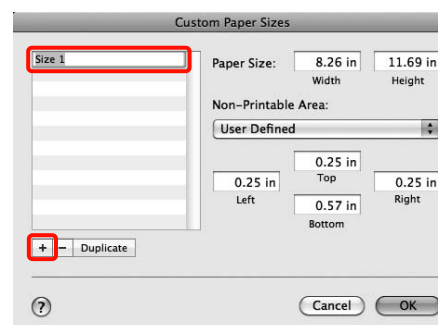 Custom Paper Sizes
Size 1
Paper Size:
8.26 in
11.69 in
Width
Height
Non-Printable Area:
User Defined
0.25 in
Top
0.25 in
0.25 in
Left
Right
0.57 in
Bottom
+
−
Duplicate
?
Cancel
OK